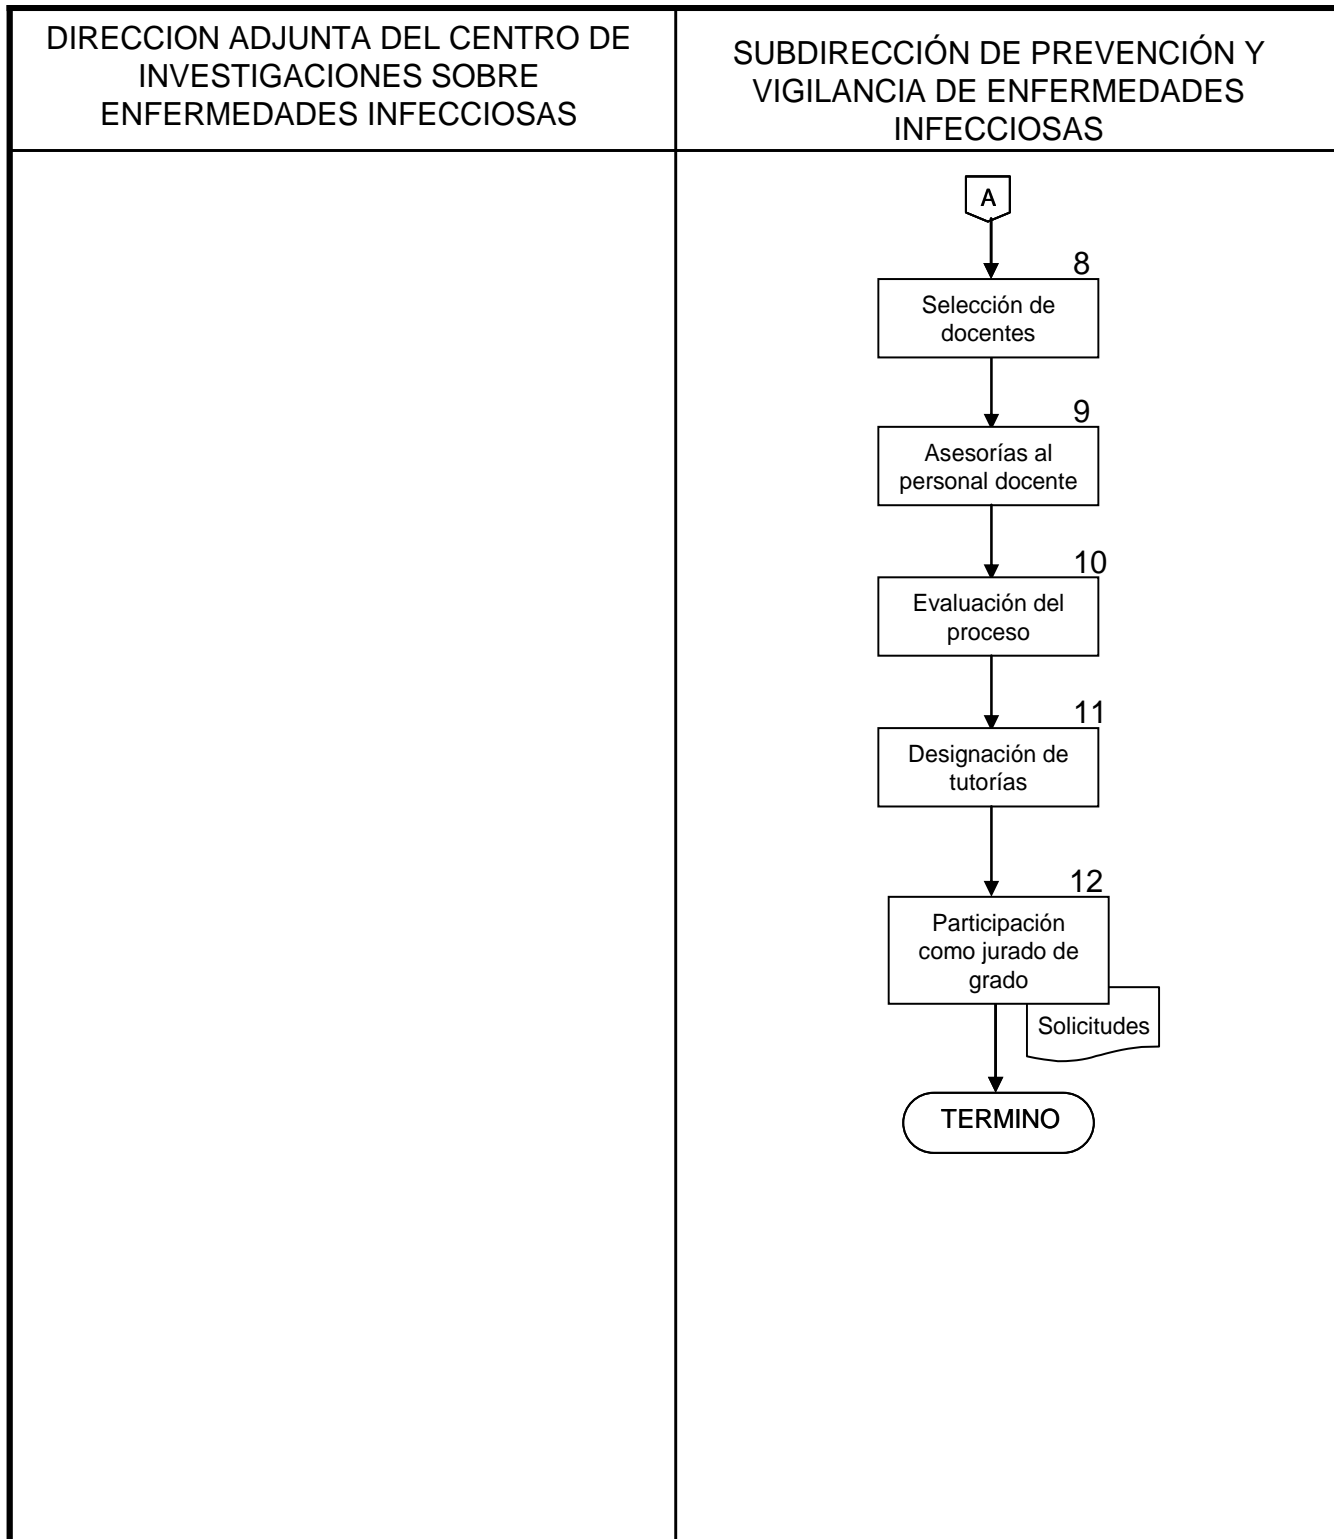 DIRECCION ADJUNTA DEL CENTRO DE
INVESTIGACIONES SOBRE
ENFERMEDADES INFECCIOSAS
SUBDIRECCIÓN DE PREVENCIÓN Y
VIGILANCIA DE ENFERMEDADES
INFECCIOSAS
A
8
Selección de
docentes
9
Asesorías al
personal docente
10
Evaluación del
proceso
11
Designación de
tutorías
12
Participación
como jurado de
grado
Solicitudes
TERMINO